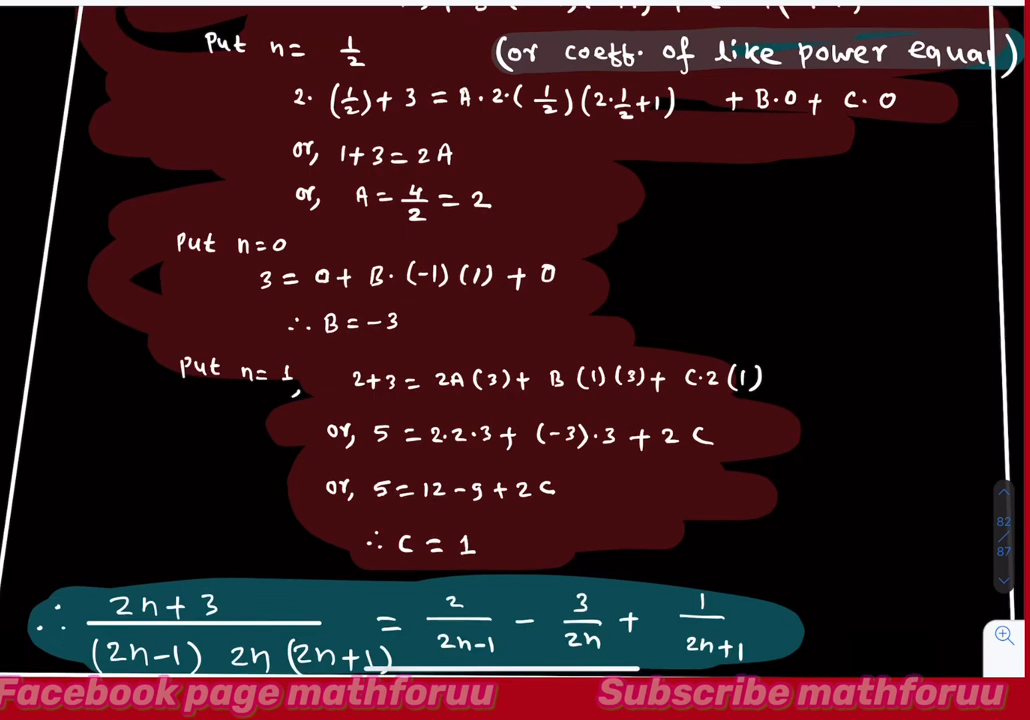 Put n = 1/2 (or coeff. of like power equal)
2. (1/2) + 3 = A. 2. (1/2) (2. 1/2 + 1) + B. 0 + C. 0
or, 1 + 3 = 2 A
or, A = 4/2 = 2
Put n = 0
3 = 0 + B. (-1) (1) + 0
∴ B = -3
Put n = 1, 2+3 = 2A (3) + B (1) (3) + C. 2 (1)
or, 5 = 2.2.3 + (-3).3 + 2 C
or, 5 = 12 - 9 + 2 C
∴ C = 1
82
/
87
∴ 2n+3 / (2n-1) 2n (2n+1) = 2/2n-1 - 3/2n + 1/2n+1
Facebook page mathforuu Subscribe mathforuu